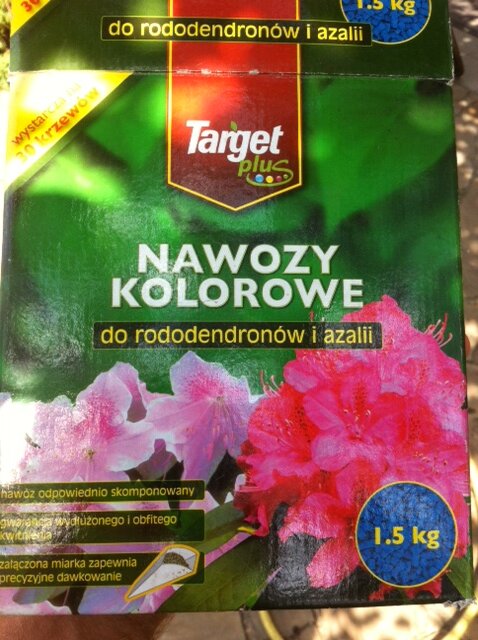 30
1.5 kg
do rododendronów i azalii
wystarcza na
30 krzewów
Target
plus
NAWOZY
KOLOROWE
do rododendronów i azalii
nawóz odpowiednio skomponowany
gwarancja wydłużonego i obfitego
kwitnienia
załączona miarka zapewnia
precyzyjne dawkowanie
1.5 kg